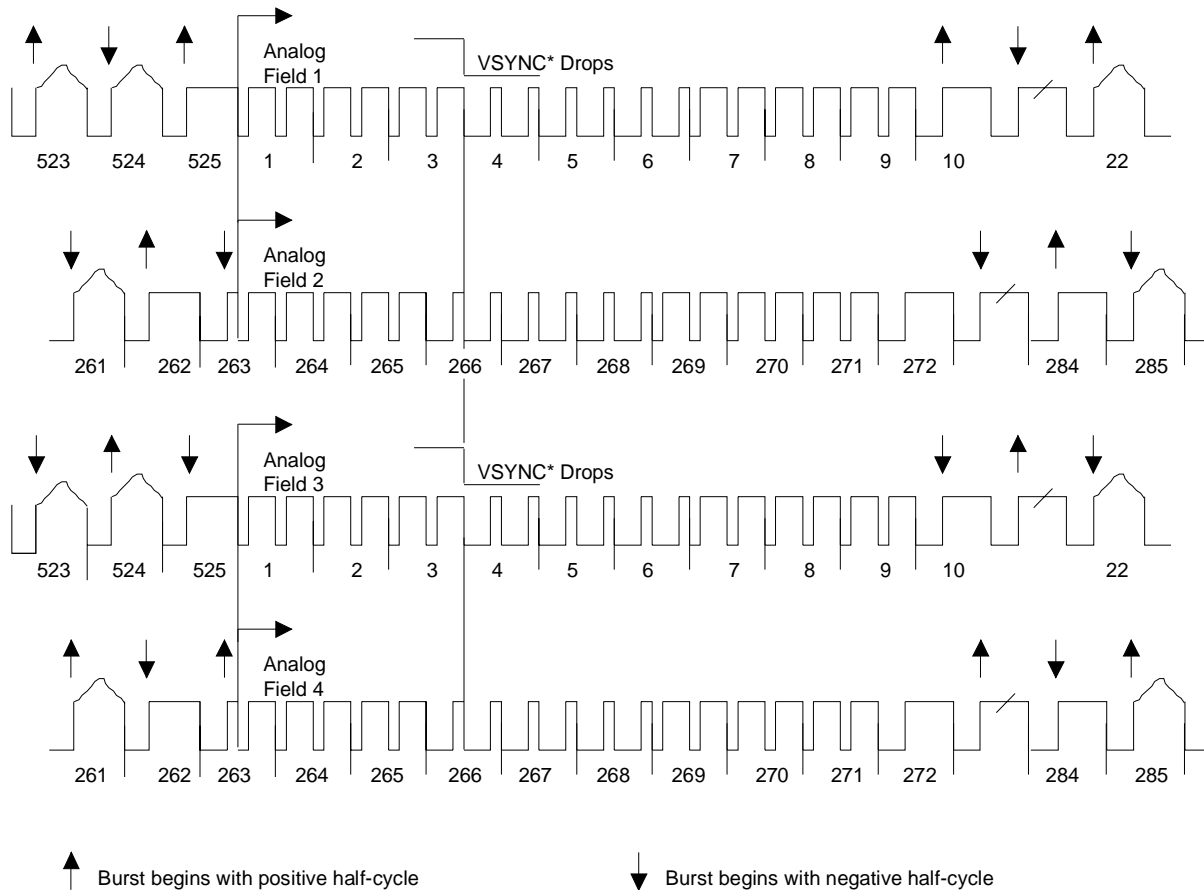 Analog
Field 1
VSYNC* Drops
523 524 525 1 2 3 4 5 6 7 8 9 10 22
Analog
Field 2
261 262 263 1 264 265 266 267 268 269 270 271 272 284 285
Analog
Field 3
VSYNC* Drops
523 524 525 1 2 3 4 5 6 7 8 9 10 22
Analog
Field 4
261 262 263 1 264 265 266 267 268 269 270 271 272 284 285
Burst begins with positive half-cycle
Burst begins with negative half-cycle